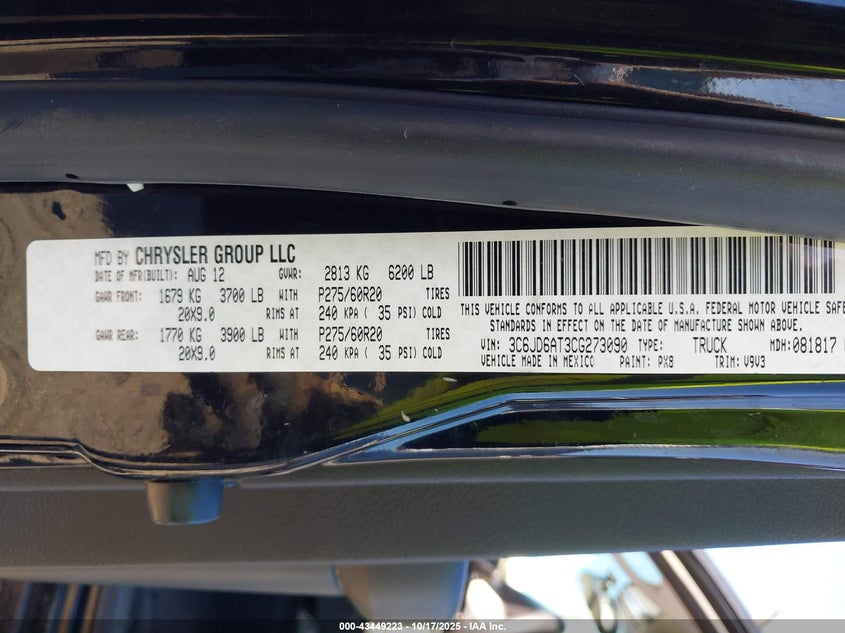 MFD BY CHRYSLER GROUP LLC
DATE OF MFR(BUILT): AUG 12 GVWR: 2813 KG 6200 LB
GAWR FRONT: 1679 KG 3700 LB WITH P275/60R20 TIRES
20X9.0 RIMS AT 240 KPA ( 35 PSI) COLD
GAWR REAR: 1770 KG 3900 LB WITH P275/60R20 TIRES
20X9.0 RIMS AT 240 KPA ( 35 PSI) COLD
THIS VEHICLE CONFORMS TO ALL APPLICABLE U.S.A. FEDERAL MOTOR VEHICLE SAFE
STANDARDS IN EFFECT ON THE DATE OF MANUFACTURE SHOWN ABOVE.
VIN: 3C6JD6AT3CG273090 TYPE: TRUCK MDH: 081817
VEHICLE MADE IN MEXICO PAINT: PX8 TRIM: V9V3
000-43449223 - 10/17/2025 - IAA Inc.